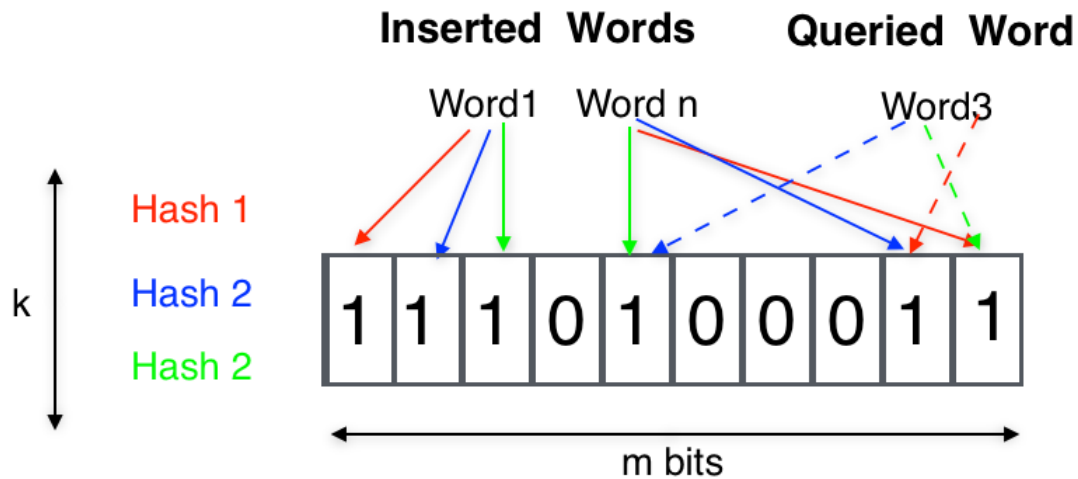 Inserted Words
Queried Word
Word1
Word n
Word3
Hash 1
k
Hash 2
Hash 2
1 1 1 0 1 0 0 0 1 1
m bits